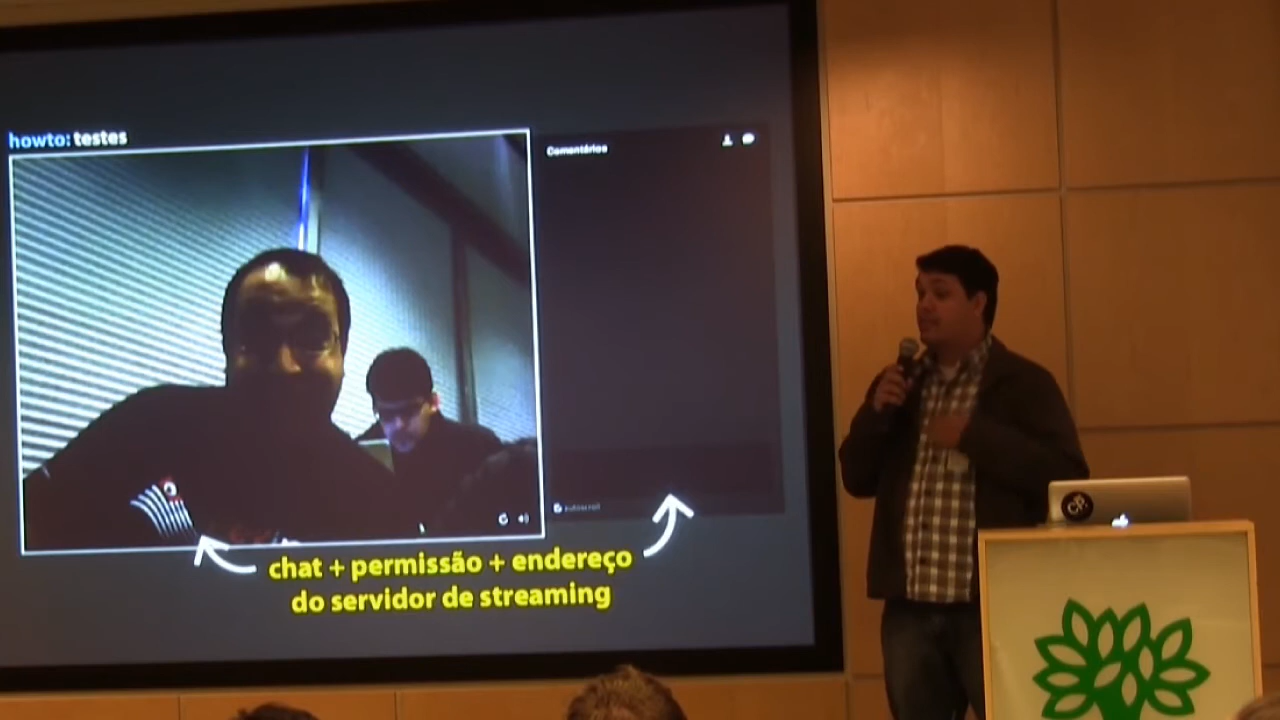 howto: testes
Comentários
chat + permissão + endereço
do servidor de streaming